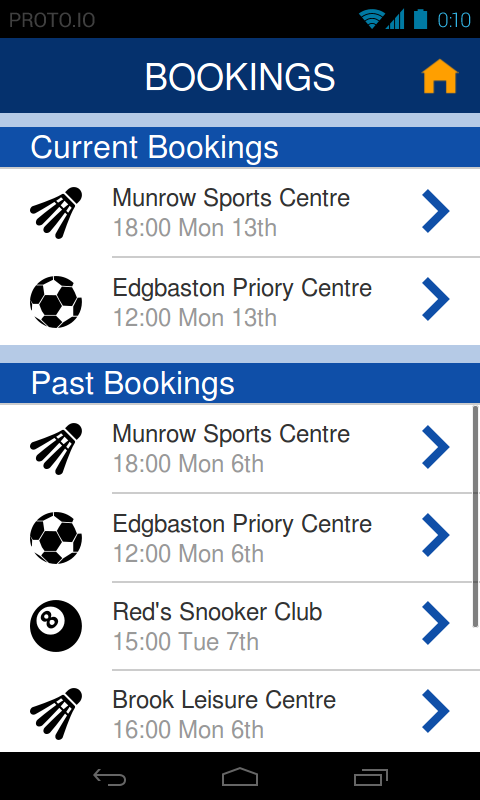 PROTO.IO 0:10
BOOKINGS
Current Bookings
Munrow Sports Centre
18:00 Mon 13th
Edgbaston Priory Centre
12:00 Mon 13th
Past Bookings
Munrow Sports Centre
18:00 Mon 6th
Edgbaston Priory Centre
12:00 Mon 6th
8
Red's Snooker Club
15:00 Tue 7th
Brook Leisure Centre
16:00 Mon 6th